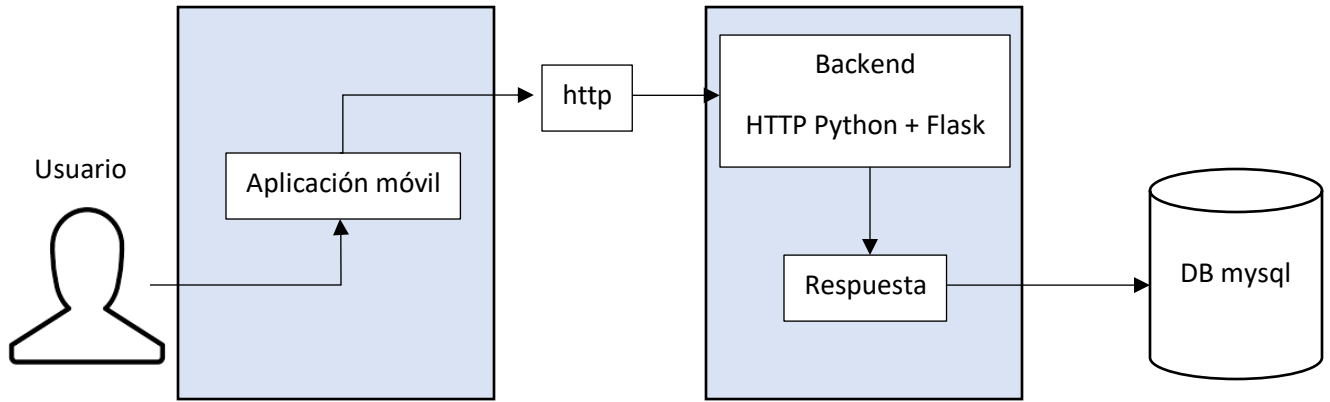 Usuario
Aplicación móvil
http
Backend
HTTP Python + Flask
Respuesta
DB mysql